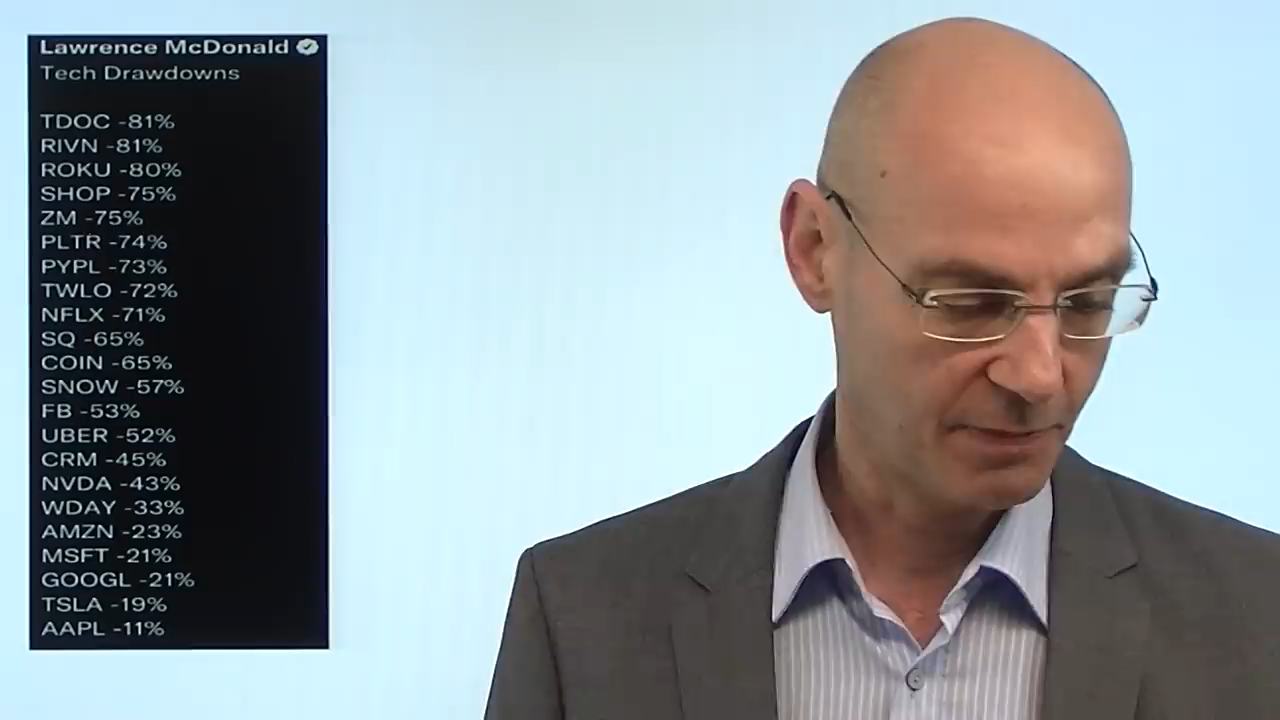 Lawrence McDonald
Tech Drawdowns
TDOC -81%
RIVN -81%
ROKU -80%
SHOP -75%
ZM -75%
PLTR -74%
PYPL -73%
TWLO -72%
NFLX -71%
SQ -65%
COIN -65%
SNOW -57%
FB -53%
UBER -52%
CRM -45%
NVDA -43%
WDAY -33%
AMZN -23%
MSFT -21%
GOOGL -21%
TSLA -19%
AAPL -11%